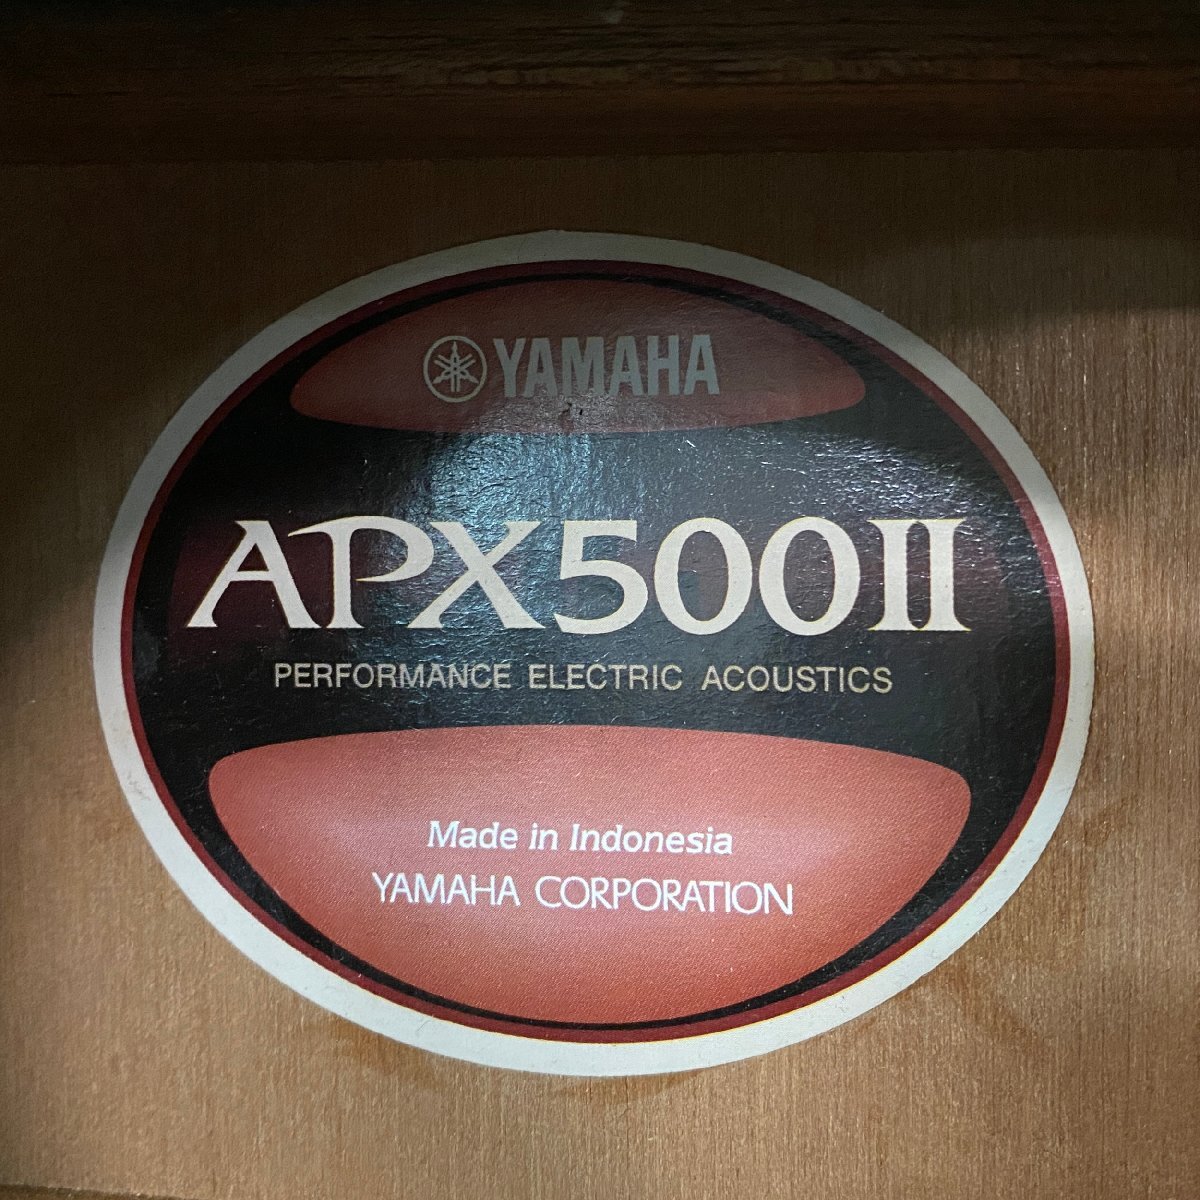 YAMAHA
APX500II
PERFORMANCE ELECTRIC ACOUSTICS
Made in Indonesia
YAMAHA CORPORATION